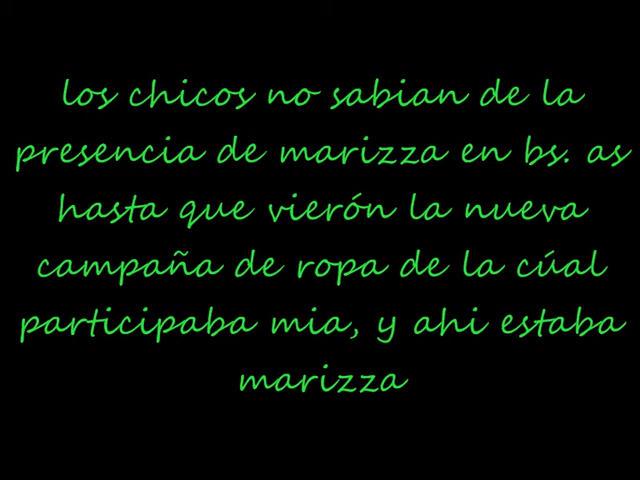 los chicos no sabian de la
presencia de marizza en bs. as
hasta que vierón la nueva
campaña de ropa de la cúal
participaba mia, y ahi estaba
marizza